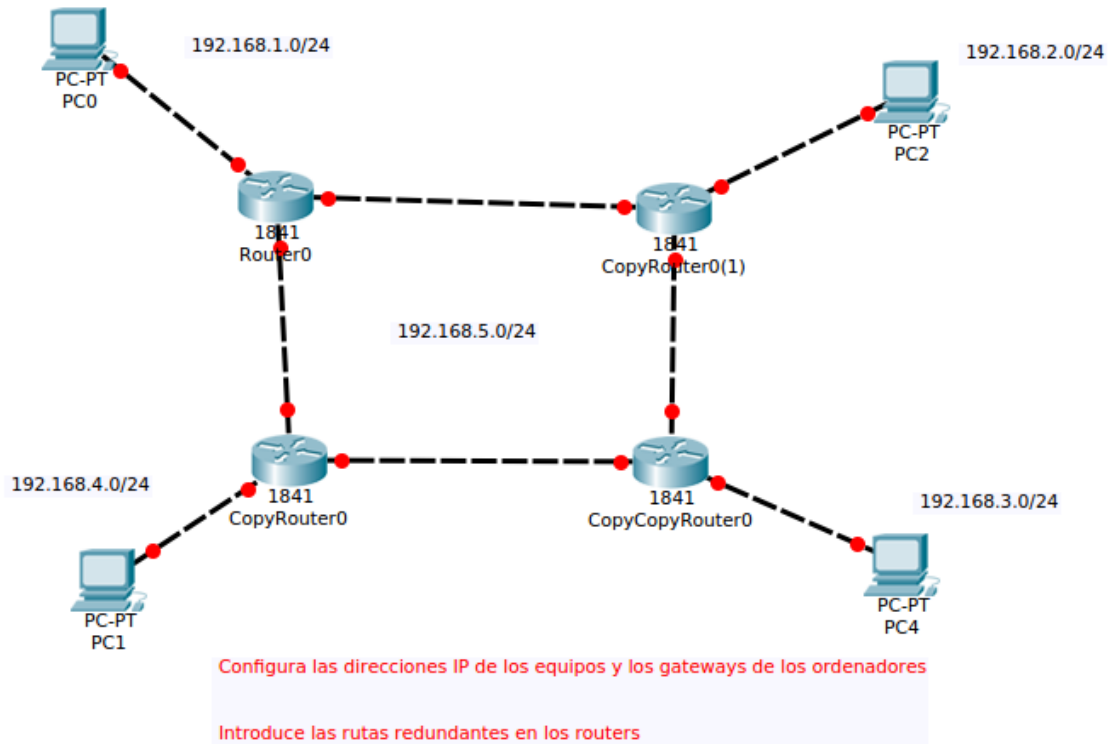 192.168.1.0/24
192.168.2.0/24
PC-PT
PC0
PC-PT
PC2
1841
Router0
1841
CopyRouter0(1)
192.168.5.0/24
192.168.4.0/24
1841
CopyRouter0
1841
CopyCopyRouter0
192.168.3.0/24
PC-PT
PC1
PC-PT
PC4
Configura las direcciones IP de los equipos y los gateways de los ordenadores
Introduce las rutas redundantes en los routers